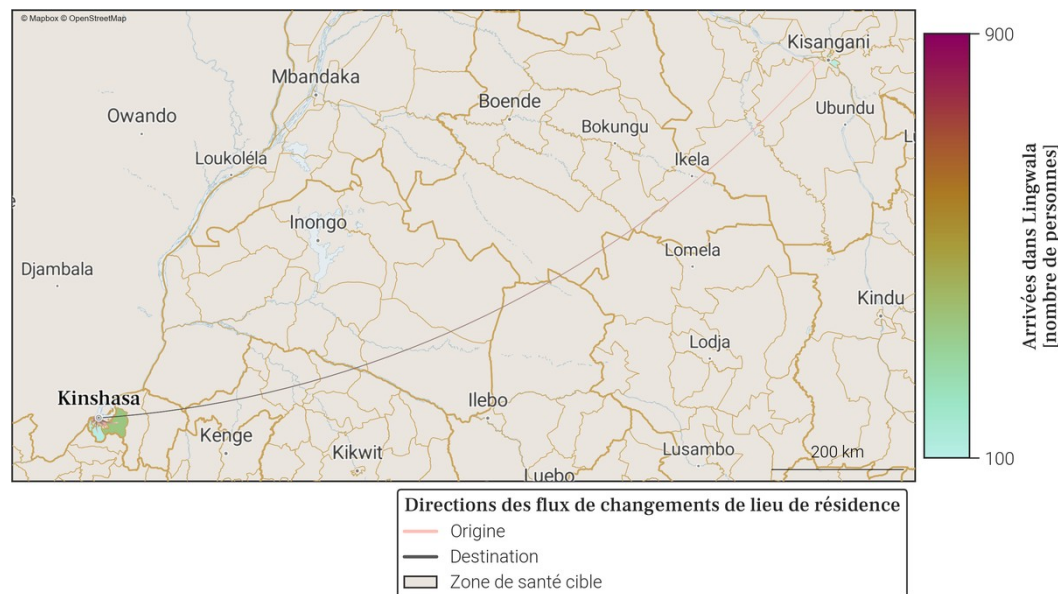 © Mapbox © OpenStreetMap
Kisangani
Mbandaka
Boende
Owando
Ubundu
Bokungu
Loukoléla
Ikela
Inongo
Lomela
Djambala
Kindu
Lodja
Kinshasa
Ilebo
Kenge
Kikwit
Lusambo
200 km
Luebo
900
Arrivées dans Lingwala
[nombre de personnes]
100
Directions des flux de changements de lieu de résidence
Origine
Destination
Zone de santé cible